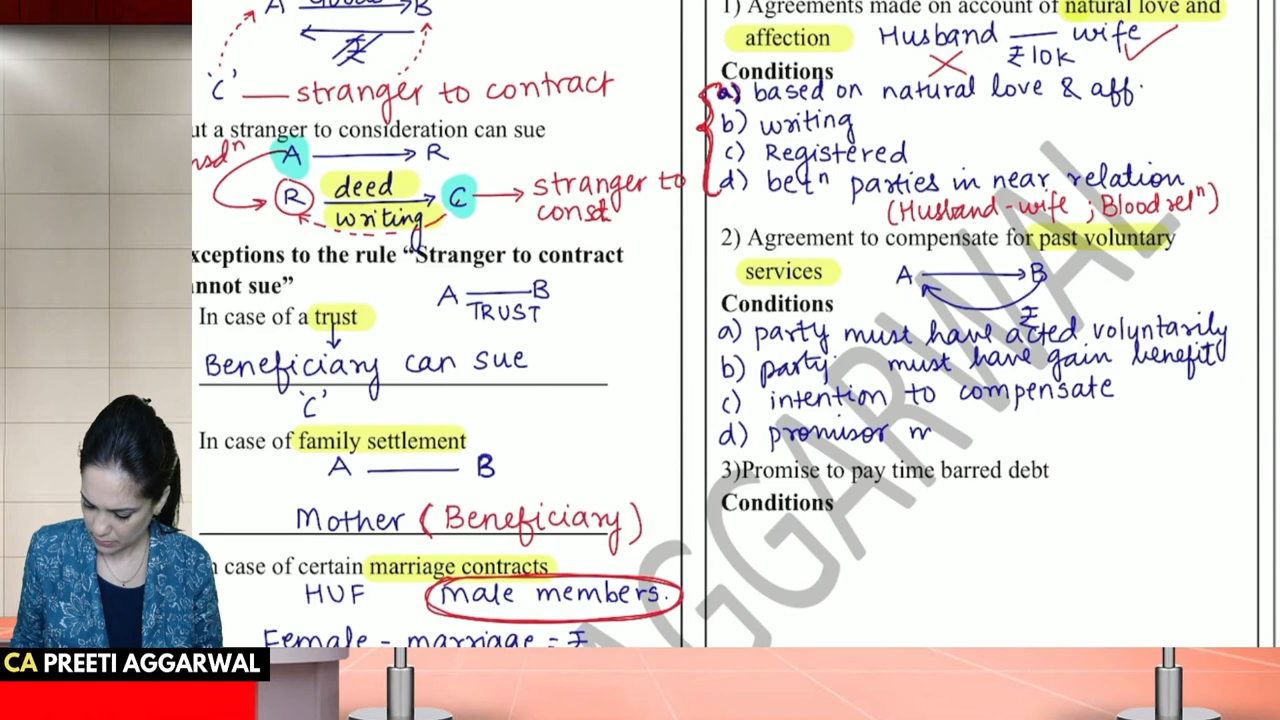 A Goods B
₹
'C' — stranger to contract
ut a stranger to consideration can sue
nsdⁿ A R
R deed C stranger to
writing const
xceptions to the rule “Stranger to contract
nnot sue”
A B
TRUST
In case of a trust
Beneficiary can sue
'C'
In case of family settlement
A B
Mother (Beneficiary)
n case of certain marriage contracts
HUF male members.
Female - marriage = ₹
1) Agreements made on account of natural love and
affection Husband — wife
₹10k
Conditions
a) based on natural love & aff.
b) writing
c) Registered
d) betⁿ parties in near relation
(Husband-wife ; Blood relⁿ)
2) Agreement to compensate for past voluntary
services A B
₹
Conditions
a) party must have acted voluntarily
b) party must have gain benefit
c) intention to compensate
d) promisor m
3)Promise to pay time barred debt
Conditions
AGGARWAL
CA PREETI AGGARWAL